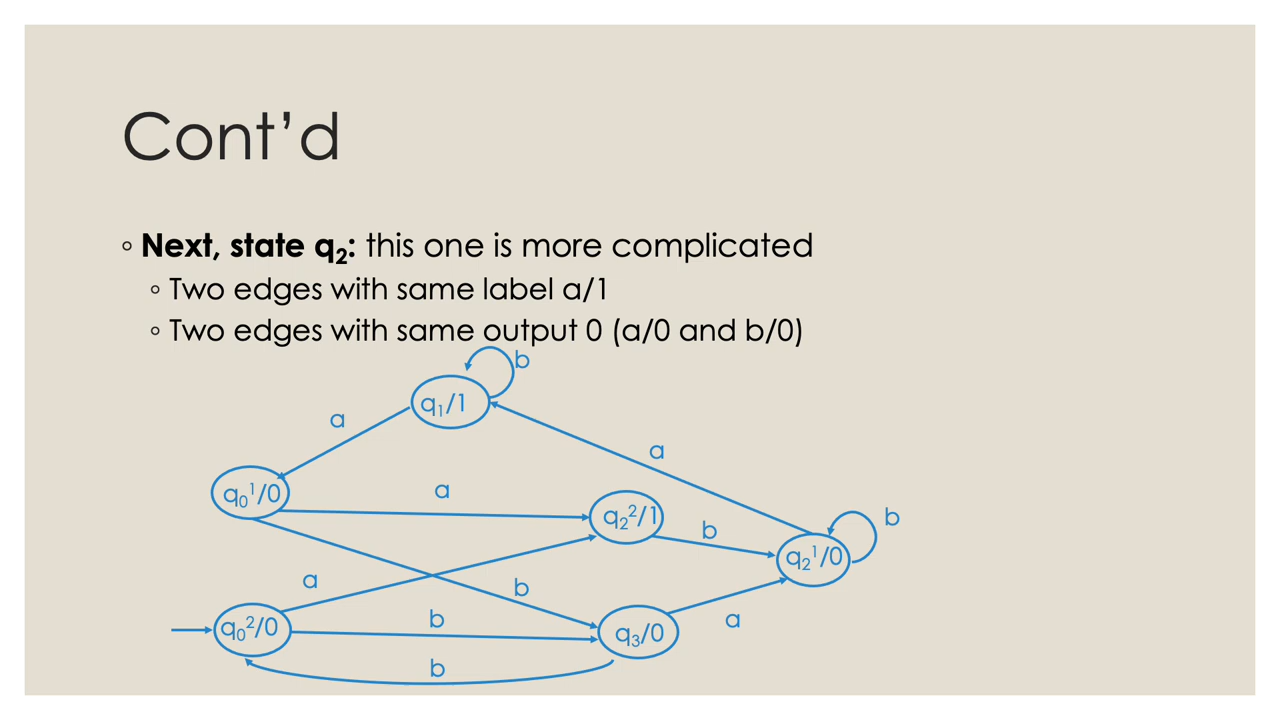 Cont’d
◦ Next, state q₂: this one is more complicated
◦ Two edges with same label a/1
◦ Two edges with same output 0 (a/0 and b/0)
b
q₁/1
a
a
q₀¹/0
a
q₂²/1
b
b
q₂¹/0
a
b
q₀²/0
b
q₃/0
a
b